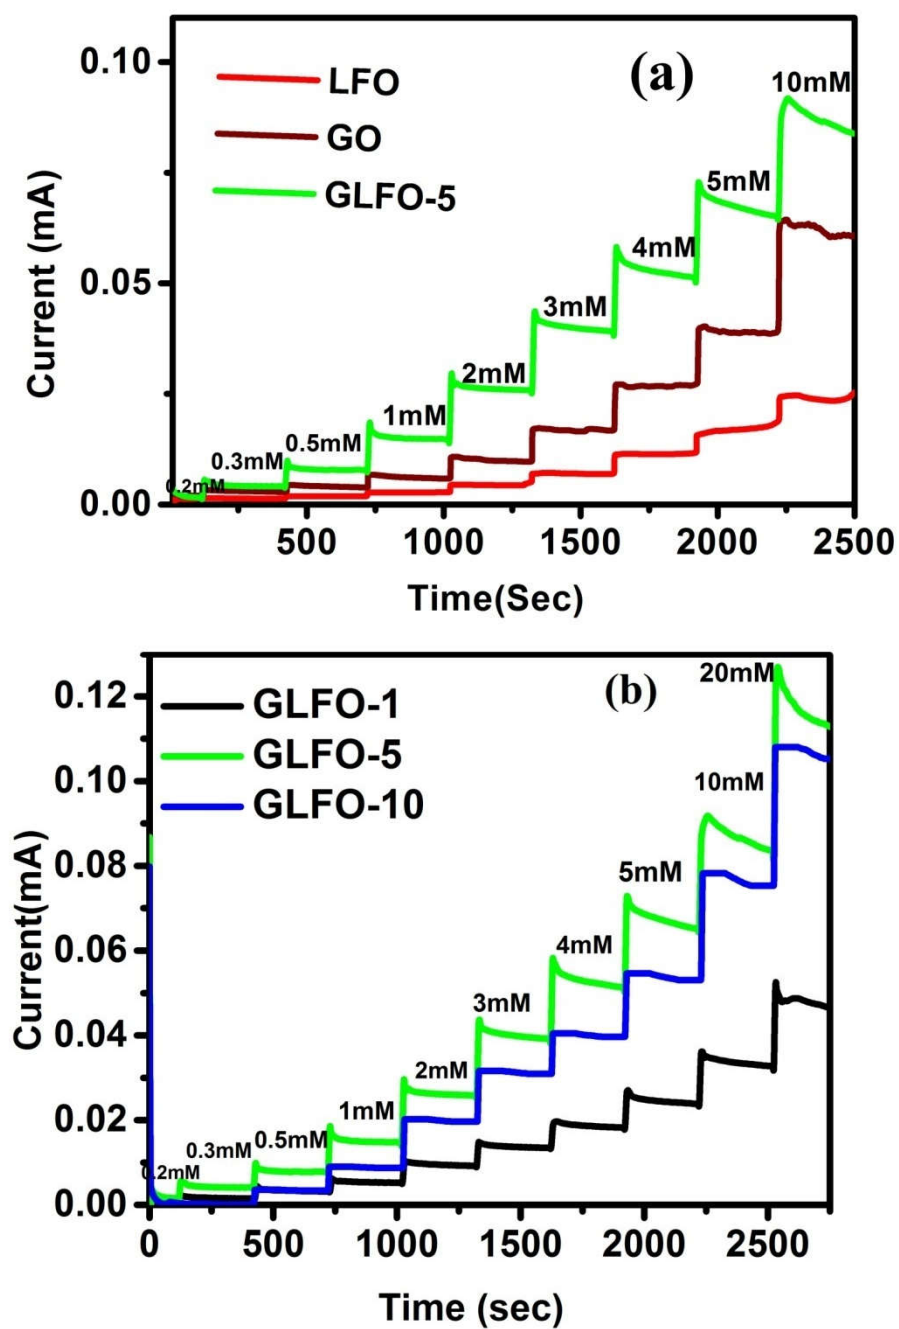 (a)
LFO
GO
GLFO-5
0.10
0.05
0.00
Current (mA)
0.2mM
0.3mM
0.5mM
1mM
2mM
3mM
4mM
5mM
10mM
500
1000
1500
2000
2500
Time(Sec)
(b)
GLFO-1
GLFO-5
GLFO-10
0.12
0.10
0.08
0.06
0.04
0.02
0.00
Current(mA)
0.2mM
0.3mM
0.5mM
1mM
2mM
3mM
4mM
5mM
10mM
20mM
0
500
1000
1500
2000
2500
Time (sec)